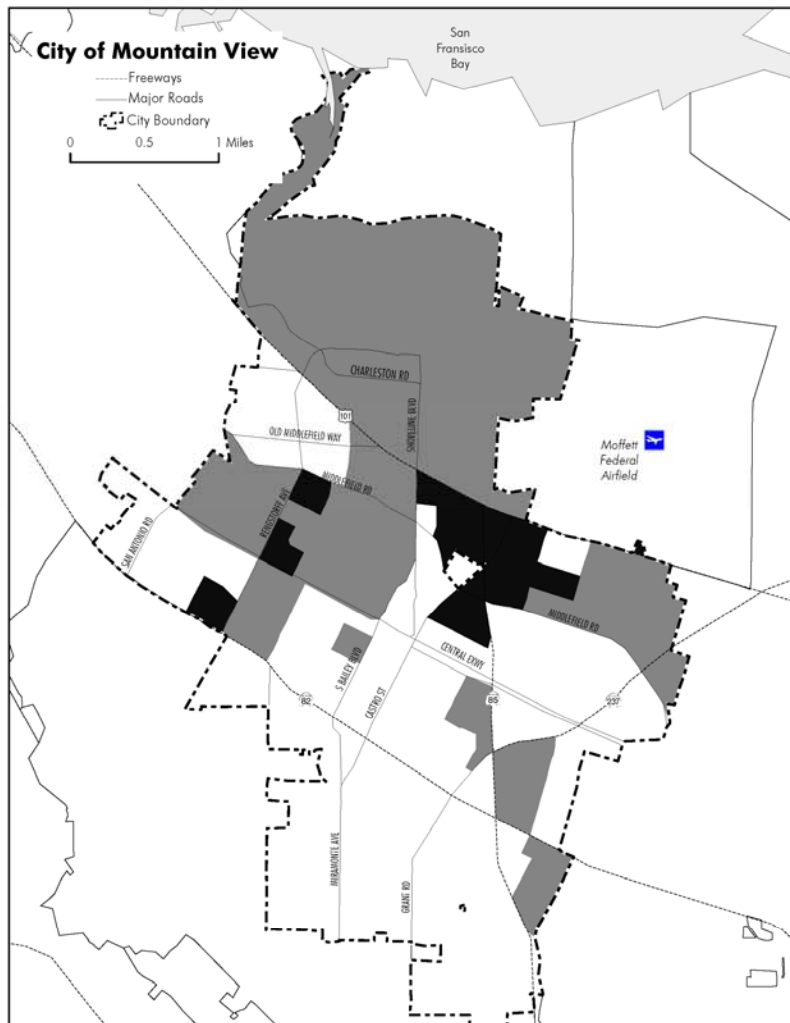 City of Mountain View
Freeways
Major Roads
City Boundary
0 0.5 1 Miles
San
Fransisco
Bay
CHARLESTON RD
SHORELINE BLVD
101
OLD MIDDLEFIELD WAY
MIDDLEFIELD RD
RENGSTORFF AVE
SAN ANTONIO RD
Moffett
Federal
Airfield
MIDDLEFIELD RD
CENTRAL EXWY
S BAILEY BLVD
CASTRO ST
82
85
237
MIRAMONTE AVE
GRANT RD